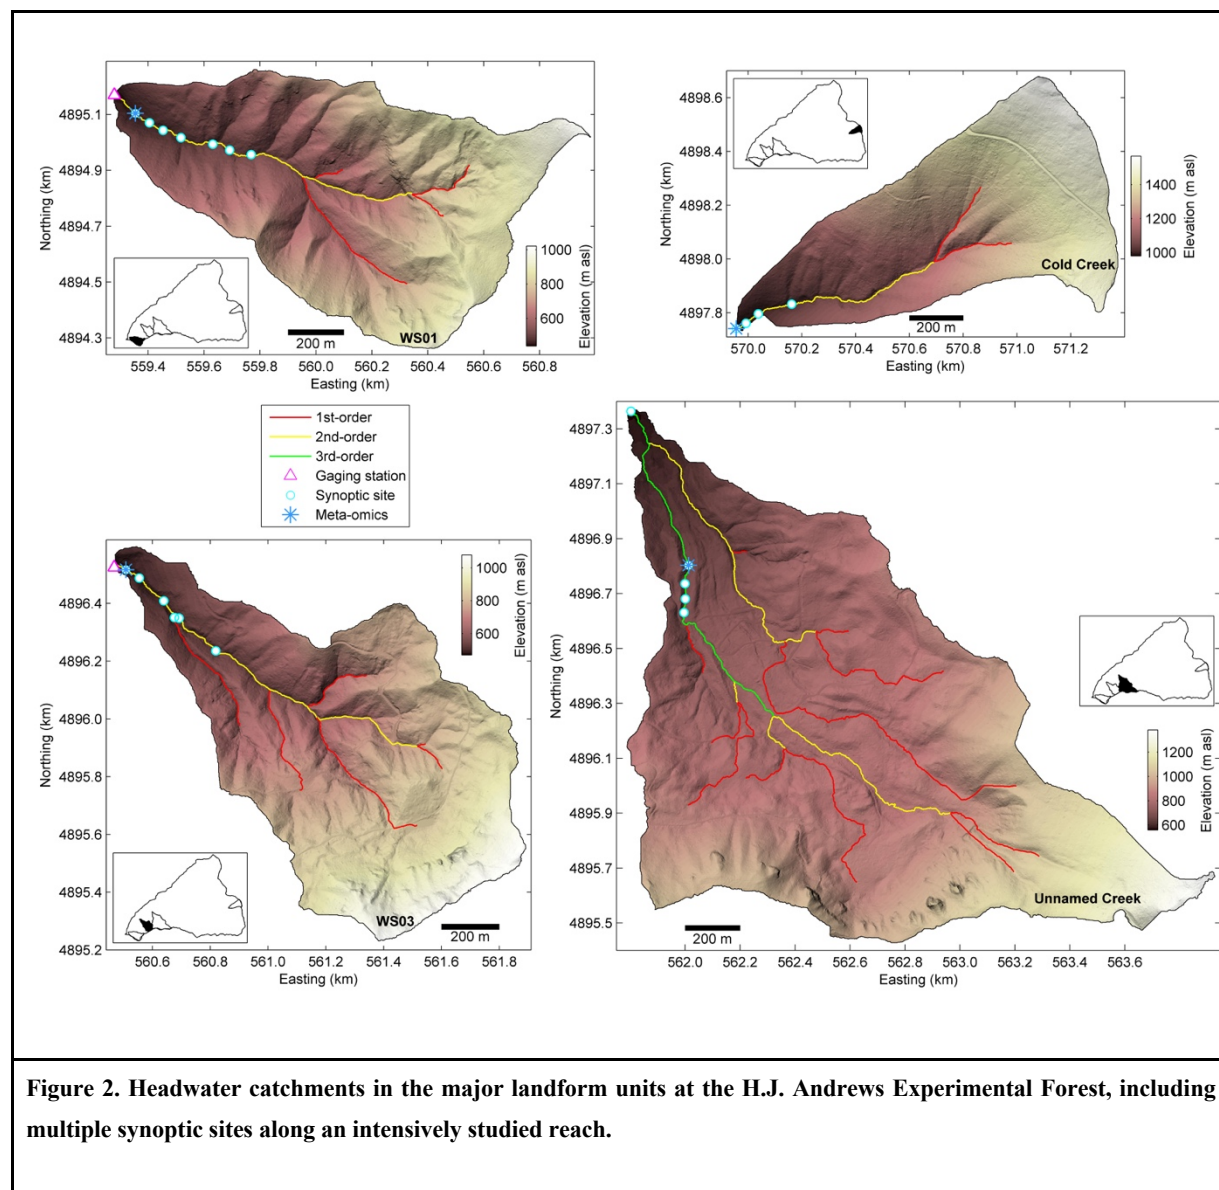 4895.1
4894.9
4894.7
4894.5
4894.3
Northing (km)
559.4
559.6
559.8
560.0
560.2
560.4
560.6
560.8
Easting (km)
200 m
WS01
1000
800
600
Elevation (m asl)
4898.6
4898.4
4898.2
4898.0
4897.8
Northing (km)
570.0
570.2
570.4
570.6
570.8
571.0
571.2
Easting (km)
200 m
Cold Creek
1400
1200
1000
Elevation (m asl)
1st-order
2nd-order
3rd-order
Gaging station
Synoptic site
Meta-omics
4896.4
4896.2
4896.0
4895.8
4895.6
4895.4
4895.2
Northing (km)
560.6
560.8
561.0
561.2
561.4
561.6
561.8
Easting (km)
200 m
WS03
1000
800
600
Elevation (m asl)
4897.3
4897.1
4896.9
4896.7
4896.5
4896.3
4896.1
4895.9
4895.7
4895.5
Northing (km)
562.0
562.2
562.4
562.6
562.8
563.0
563.2
563.4
563.6
Easting (km)
200 m
Unnamed Creek
1200
1000
800
600
Elevation (m asl)
Figure 2. Headwater catchments in the major landform units at the H.J. Andrews Experimental Forest, including
multiple synoptic sites along an intensively studied reach.